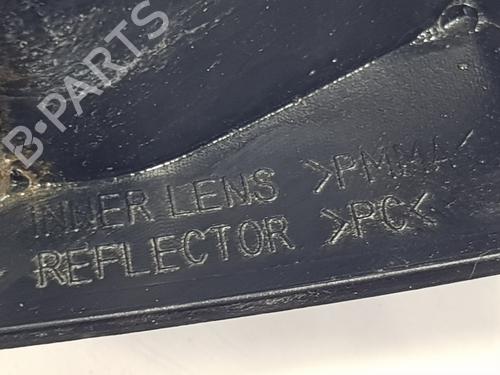 B-PARTS
INNER LENS >PMMA<
REFLECTOR >PC<